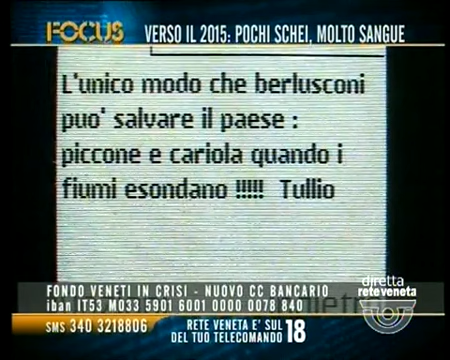 FOCUS VERSO IL 2015: POCHI SCHEI, MOLTO SANGUE
L'unico modo che berlusconi
puo' salvare il paese :
piccone e cariola quando i
fiumi esondano !!!!! Tullio
diretta
reteveneta
FONDO VENETI IN CRISI - NUOVO CC BANCARIO
iban IT53 M033 5901 6001 0000 0078 840
SMS 340 3218806
RETE VENETA E' SUL
DEL TUO TELECOMANDO 18